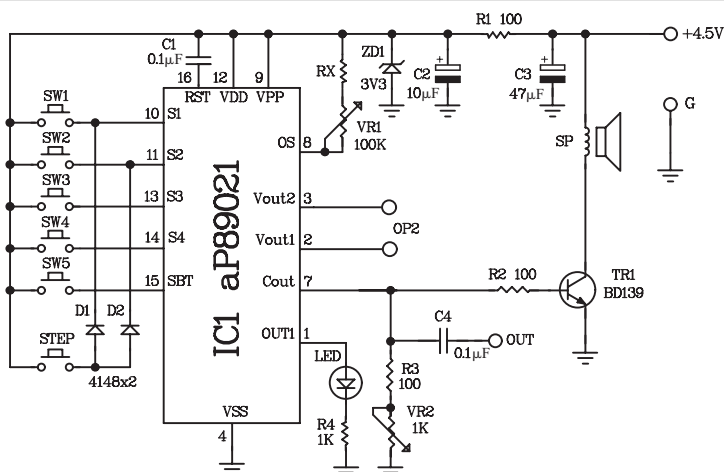 R1 100
+4.5V
C1
0.1µF
16 12 9
RST VDD VPP
RX
ZD1
3V3
+
C2
10µF
+
C3
47µF
G
SW1
10 S1
SW2
11 S2
SW3
13 S3
SW4
14 S4
SW5
15 SBT
D1 D2
STEP
4148x2
IC1 aP89021
OS 8
VR1
100K
Vout2 3
Vout1 2
OP2
Cout 7
OUT1 1
VSS
4
LED
R4
1K
SP
R2 100
TR1
BD139
C4
0.1µF
OUT
R3
100
VR2
1K